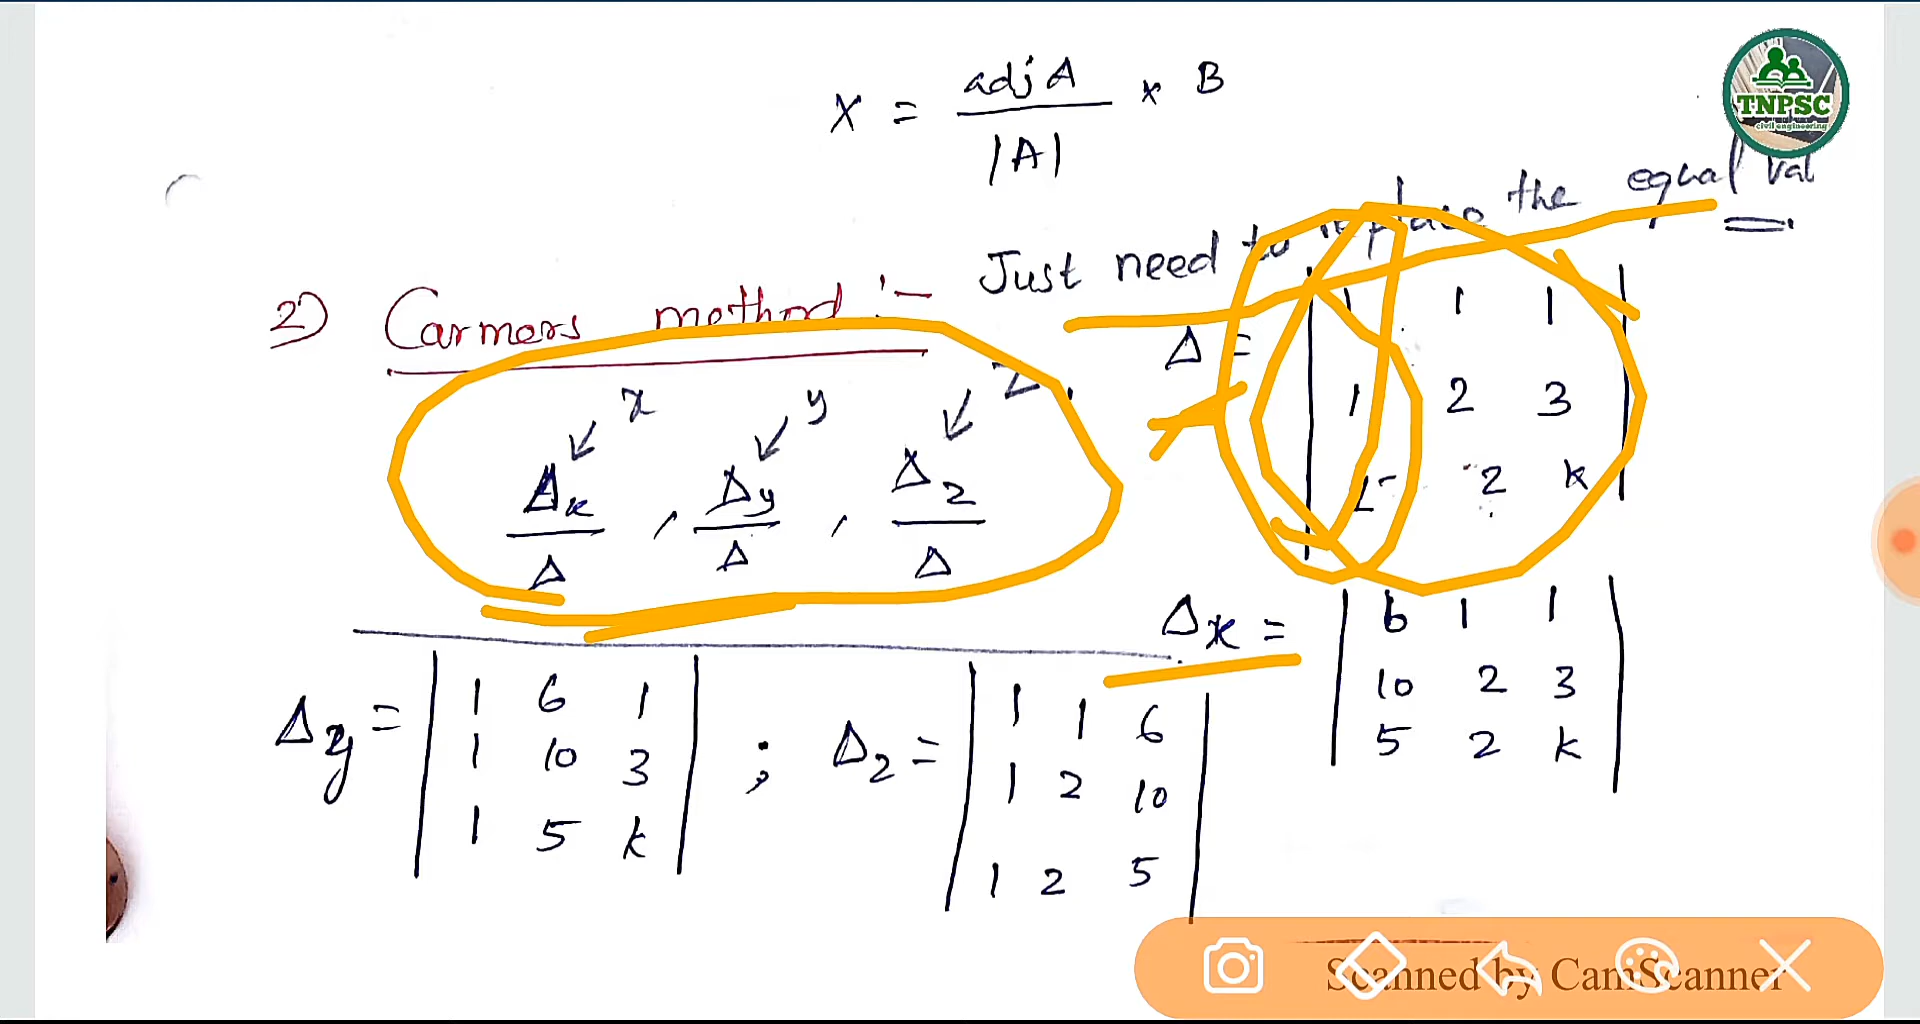 X = adj A / |A| × B
TNPSC
civil engineering
Just need to replace the equal val
2) Carmers method :-
x y z
Δx / Δ , Δy / Δ , Δz / Δ
Δ = | 1 1 1 |
| 1 2 3 |
| 1 2 k |
Δx = | 6 1 1 |
| 10 2 3 |
| 5 2 k |
Δy = | 1 6 1 |
| 1 10 3 |
| 1 5 k |
; Δz = | 1 1 6 |
| 1 2 10 |
| 1 2 5 |
Scanned by CamScanner